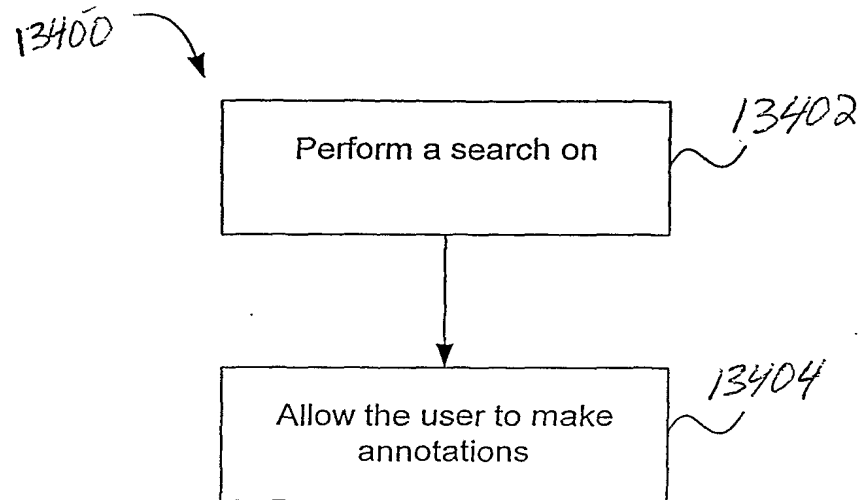 13400
13402
Perform a search on
13404
Allow the user to make
annotations